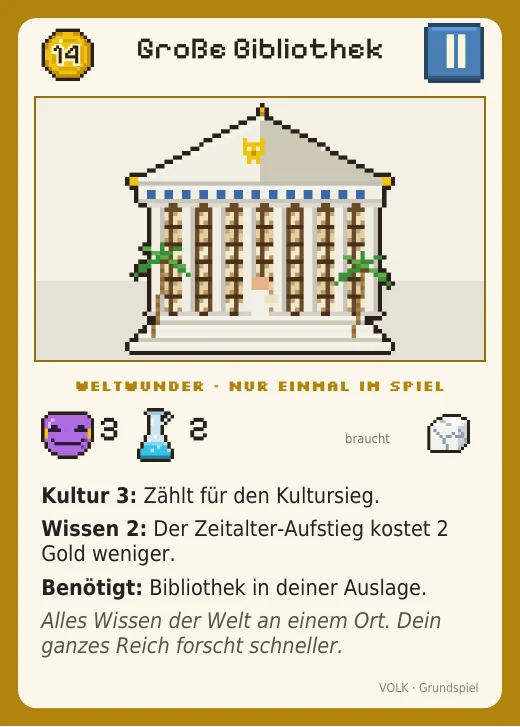 14
Große Bibliothek
II
WELTWUNDER - NUR EINMAL IM SPIEL
3 2 braucht
Kultur 3: Zählt für den Kultursieg.
Wissen 2: Der Zeitalter-Aufstieg kostet 2
Gold weniger.
Benötigt: Bibliothek in deiner Auslage.
Alles Wissen der Welt an einem Ort. Dein
ganzes Reich forscht schneller.
VOLK · Grundspiel